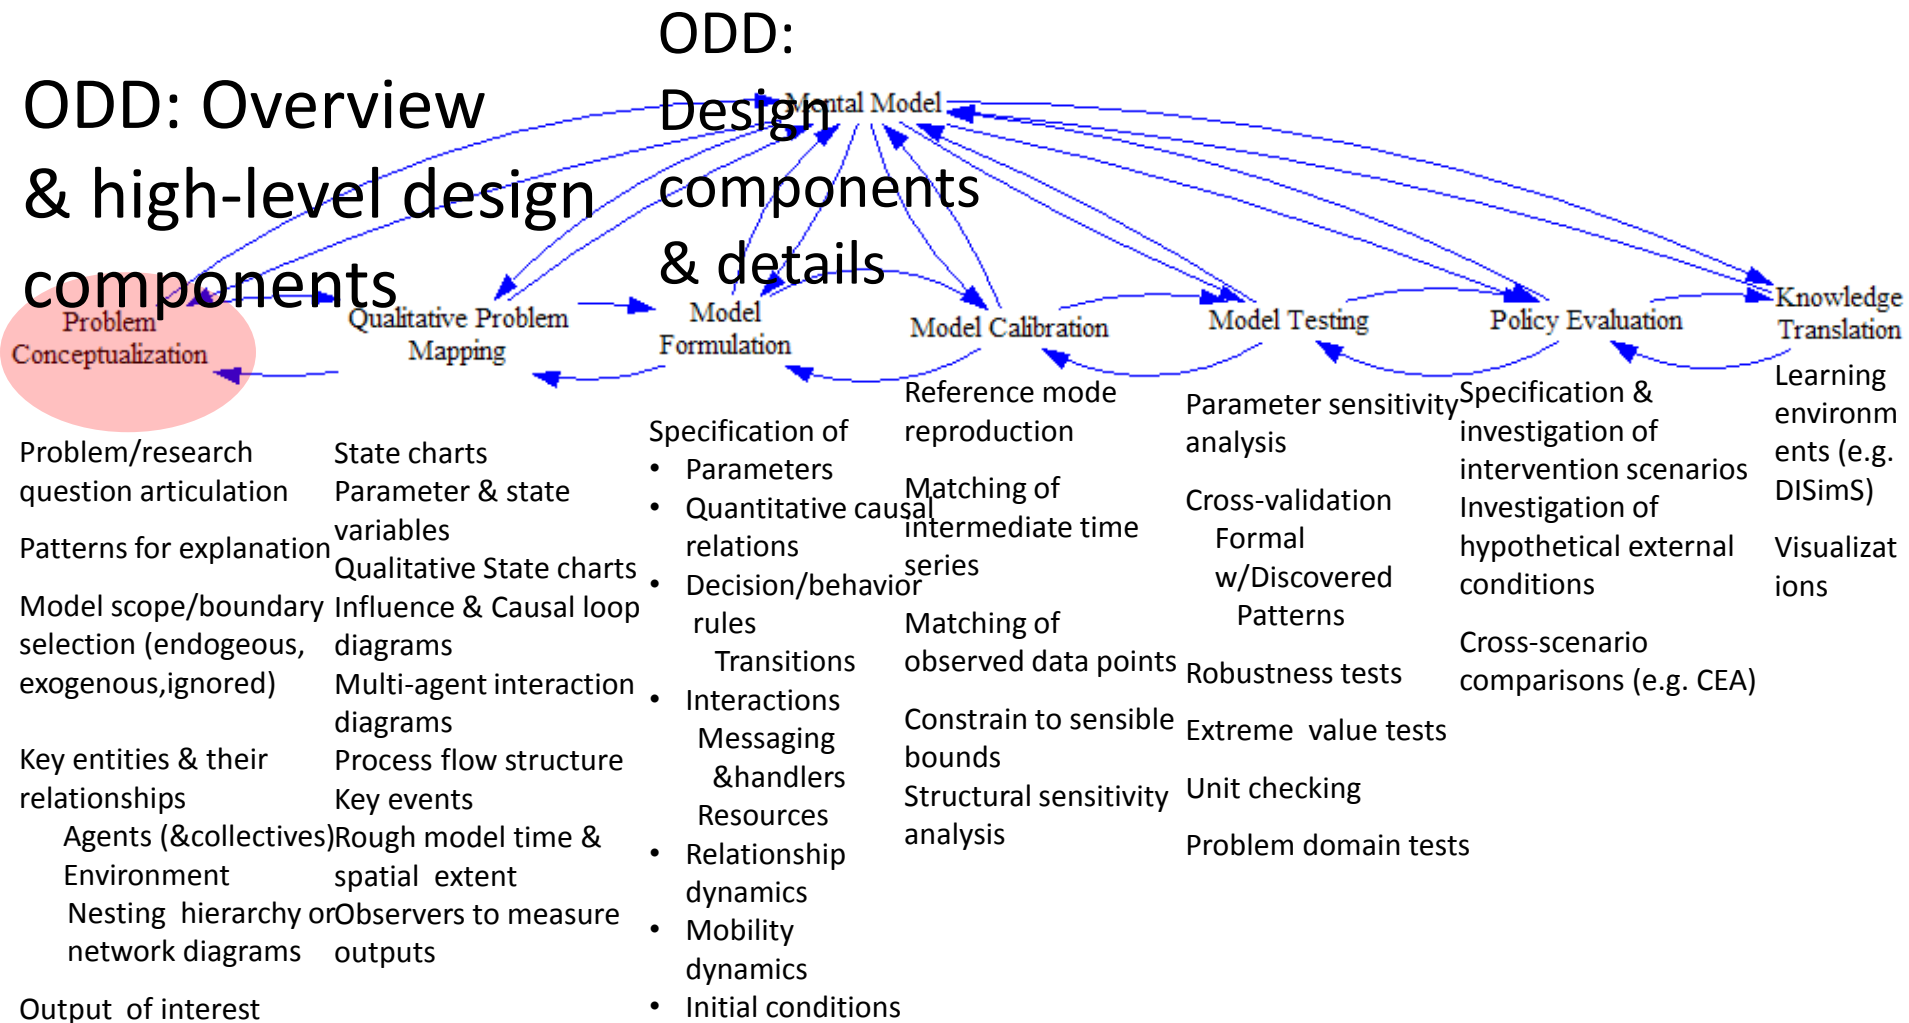 ODD: Overview
& high-level design
components
ODD:
Design
components
& details
Mental Model
Problem
Conceptualization
Qualitative Problem
Mapping
Model
Formulation
Model Calibration
Model Testing
Policy Evaluation
Knowledge
Translation
Problem/research
question articulation
Patterns for explanation
Model scope/boundary
selection (endogeous,
exogenous,ignored)
Key entities & their
relationships
Agents (&collectives)
Environment
Nesting hierarchy or
network diagrams
Output of interest
State charts
Parameter & state
variables
Qualitative State charts
Influence & Causal loop
diagrams
Multi-agent interaction
diagrams
Process flow structure
Key events
Rough model time &
spatial extent
Observers to measure
outputs
Specification of
• Parameters
• Quantitative causal
relations
• Decision/behavior
rules
Transitions
• Interactions
Messaging
&handlers
Resources
• Relationship
dynamics
• Mobility
dynamics
• Initial conditions
Reference mode
reproduction
Matching of
intermediate time
series
Matching of
observed data points
Constrain to sensible
bounds
Structural sensitivity
analysis
Parameter sensitivity
analysis
Cross-validation
Formal
w/Discovered
Patterns
Robustness tests
Extreme value tests
Unit checking
Problem domain tests
Specification &
investigation of
intervention scenarios
Investigation of
hypothetical external
conditions
Cross-scenario
comparisons (e.g. CEA)
Learning
environm
ents (e.g.
DISimS)
Visualizat
ions